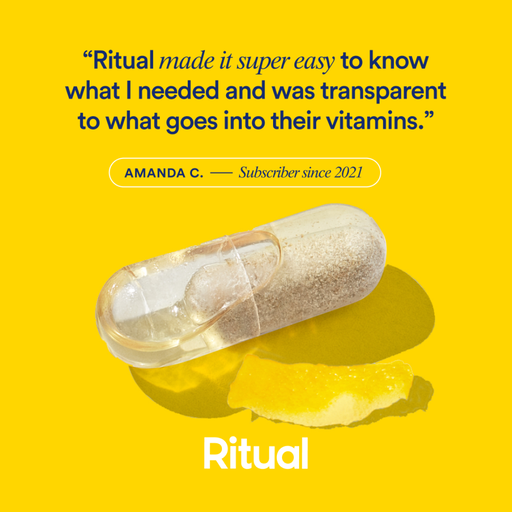 “Ritual made it super easy to know
what I needed and was transparent
to what goes into their vitamins.”
AMANDA C. — Subscriber since 2021
Ritual